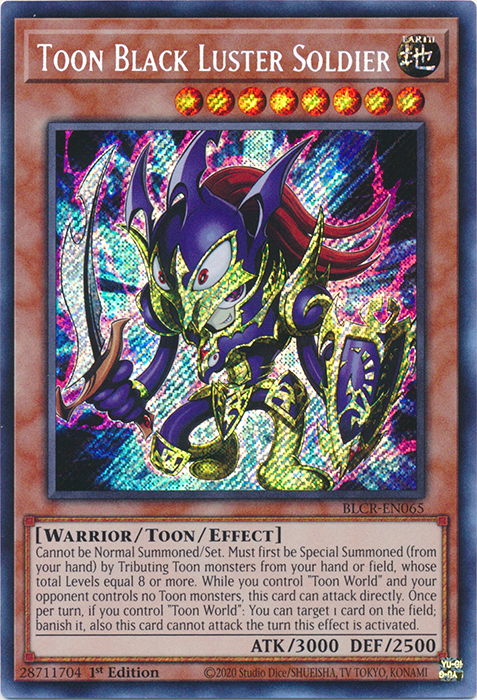 TOON BLACK LUSTER SOLDIER
EARTH
地
BLCR-EN065
[WARRIOR/TOON/EFFECT]
Cannot be Normal Summoned/Set. Must first be Special Summoned (from
your hand) by Tributing Toon monsters from your hand or field, whose
total Levels equal 8 or more. While you control "Toon World" and your
opponent controls no Toon monsters, this card can attack directly. Once
per turn, if you control "Toon World": You can target 1 card on the field;
banish it, also this card cannot attack the turn this effect is activated.
ATK/3000 DEF/2500
28711704 1st Edition ©2020 Studio Dice/SHUEISHA, TV TOKYO, KONAMI